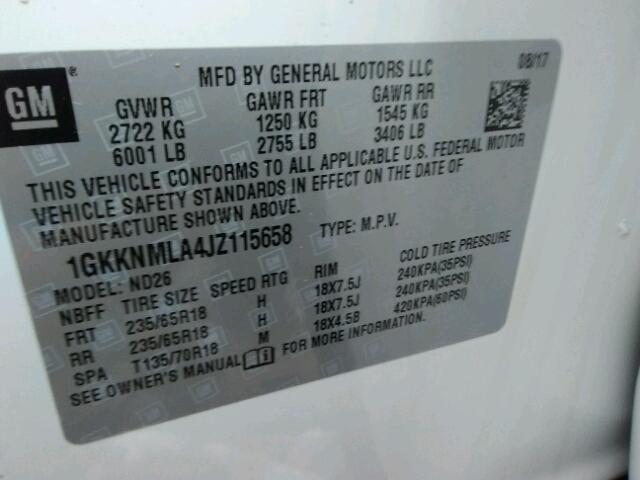 GM®
MFD BY GENERAL MOTORS LLC
08/17
GVWR GAWR FRT GAWR RR
2722 KG 1250 KG 1545 KG
6001 LB 2755 LB 3406 LB
THIS VEHICLE CONFORMS TO ALL APPLICABLE U.S. FEDERAL MOTOR
VEHICLE SAFETY STANDARDS IN EFFECT ON THE DATE OF
MANUFACTURE SHOWN ABOVE.
1GKKNMLA4JZ115658 TYPE: M.P.V.
MODEL: ND26
NBFF TIRE SIZE SPEED RTG RIM COLD TIRE PRESSURE
FRT 235/65R18 H 18X7.5J 240KPA(35PSI)
RR 235/65R18 H 18X7.5J 240KPA(35PSI)
SPA T135/70R18 M 18X4.5B 420KPA(60PSI)
SEE OWNER'S MANUAL FOR MORE INFORMATION.